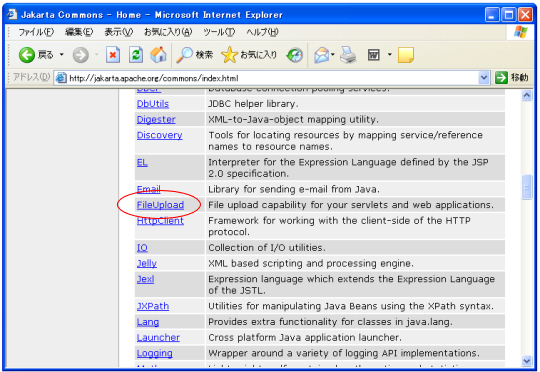 Jakarta Commons - Home - Microsoft Internet Explorer
ファイル(F) 編集(E) 表示(V) お気に入り(A) ツール(T) ヘルプ(H)
戻る 検索 お気に入り
アドレス(D) http://jakarta.apache.org/commons/index.html 移動
DBCP Database connection pooling services.
DbUtils JDBC helper library.
Digester XML-to-Java-object mapping utility.
Discovery Tools for locating resources by mapping service/reference
names to resource names.
EL Interpreter for the Expression Language defined by the JSP
2.0 specification.
Email Library for sending e-mail from Java.
FileUpload File upload capability for your servlets and web applications.
HttpClient Framework for working with the client-side of the HTTP
protocol.
IO Collection of I/O utilities.
Jelly XML based scripting and processing engine.
Jexl Expression language which extends the Expression Language
of the JSTL.
JXPath Utilities for manipulating Java Beans using the XPath syntax.
Lang Provides extra functionality for classes in java.lang.
Launcher Cross platform Java application launcher.
Logging Wrapper around a variety of logging API implementations.